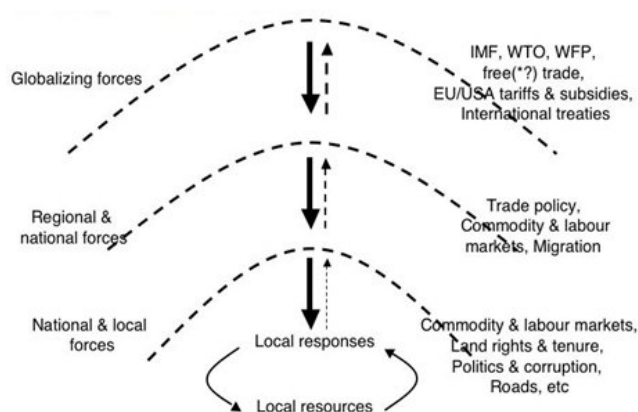 Globalizing forces
IMF, WTO, WFP,
free(*?) trade,
EU/USA tariffs & subsidies,
International treaties
Regional &
national forces
Trade policy,
Commodity & labour
markets, Migration
National & local
forces
Commodity & labour markets,
Land rights & tenure,
Politics & corruption,
Roads, etc
Local responses
Local resources